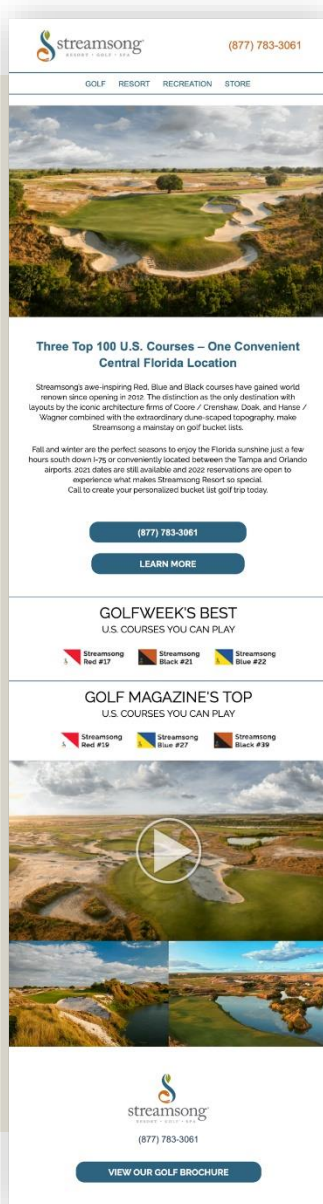 streamsong
RESORT • GOLF • SPA
(877) 783-3061
GOLF RESORT RECREATION STORE
Three Top 100 U.S. Courses – One Convenient
Central Florida Location
Streamsong's awe-inspiring Red, Blue and Black courses have gained world
renown since opening in 2012. The distinction as the only destination with
layouts by the iconic architecture firms of Coore / Crenshaw, Doak, and Hanse /
Wagner combined with the extraordinary dune-scaped topography, make
Streamsong a mainstay on golf bucket lists.
Fall and winter are the perfect seasons to enjoy the Florida sunshine just a few
hours south down I-75 or conveniently located between the Tampa and Orlando
airports. 2021 dates are still available and 2022 reservations are open to
experience what makes Streamsong Resort so special.
Call to create your personalized bucket list golf trip today.
(877) 783-3061
LEARN MORE
GOLFWEEK'S BEST
U.S. COURSES YOU CAN PLAY
Streamsong
Red #17
Streamsong
Black #21
Streamsong
Blue #22
GOLF MAGAZINE'S TOP
U.S. COURSES YOU CAN PLAY
Streamsong
Red #19
Streamsong
Blue #27
Streamsong
Black #39
streamsong
RESORT • GOLF • SPA
(877) 783-3061
VIEW OUR GOLF BROCHURE